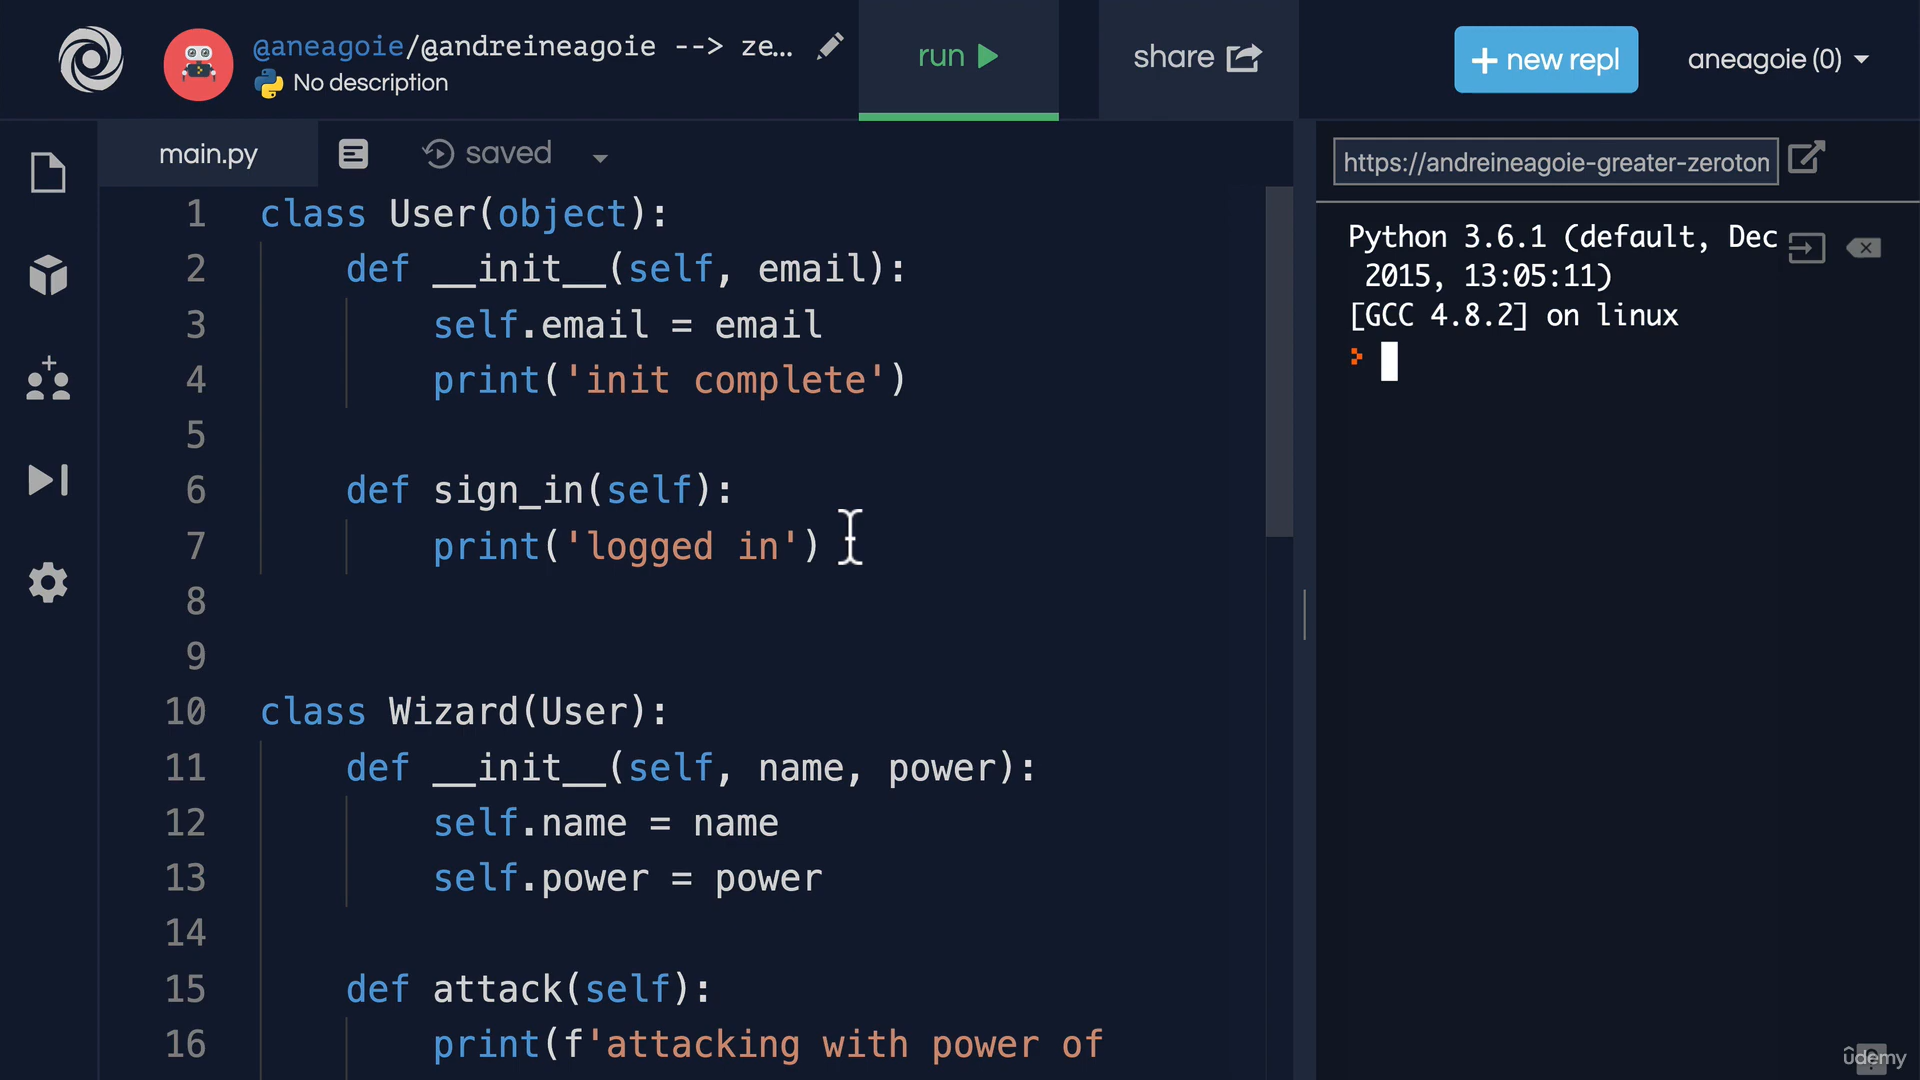 @aneagoie/@andreineagoie --> ze...
No description
run
share
+ new repl
aneagoie (0)
main.py
saved
1 class User(object):
2 def __init__(self, email):
3 self.email = email
4 print('init complete')
5
6 def sign_in(self):
7 print('logged in')
8
9
10 class Wizard(User):
11 def __init__(self, name, power):
12 self.name = name
13 self.power = power
14
15 def attack(self):
16 print(f'attacking with power of
https://andreineagoie-greater-zeroton
Python 3.6.1 (default, Dec
2015, 13:05:11)
[GCC 4.8.2] on linux
udemy